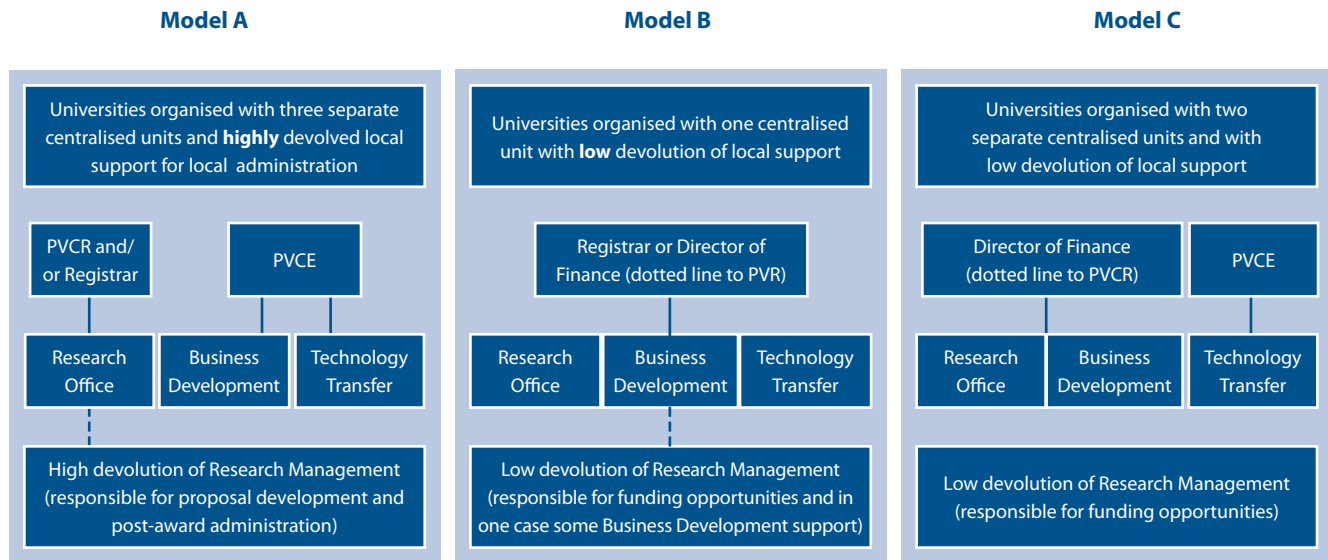 Model A
Universities organised with three separate
centralised units and highly devolved local
support for local administration
PVCR and/
or Registrar
PVCE
Research
Office
Business
Development
Technology
Transfer
High devolution of Research Management
(responsible for proposal development and
post-award administration)
Model B
Universities organised with one centralised
unit with low devolution of local support
Registrar or Director of
Finance (dotted line to PVR)
Research
Office
Business
Development
Technology
Transfer
Low devolution of Research Management
(responsible for funding opportunities and in
one case some Business Development support)
Model C
Universities organised with two
separate centralised units and with
low devolution of local support
Director of Finance
(dotted line to PVCR)
PVCE
Research
Office
Business
Development
Technology
Transfer
Low devolution of Research Management
(responsible for funding opportunities)